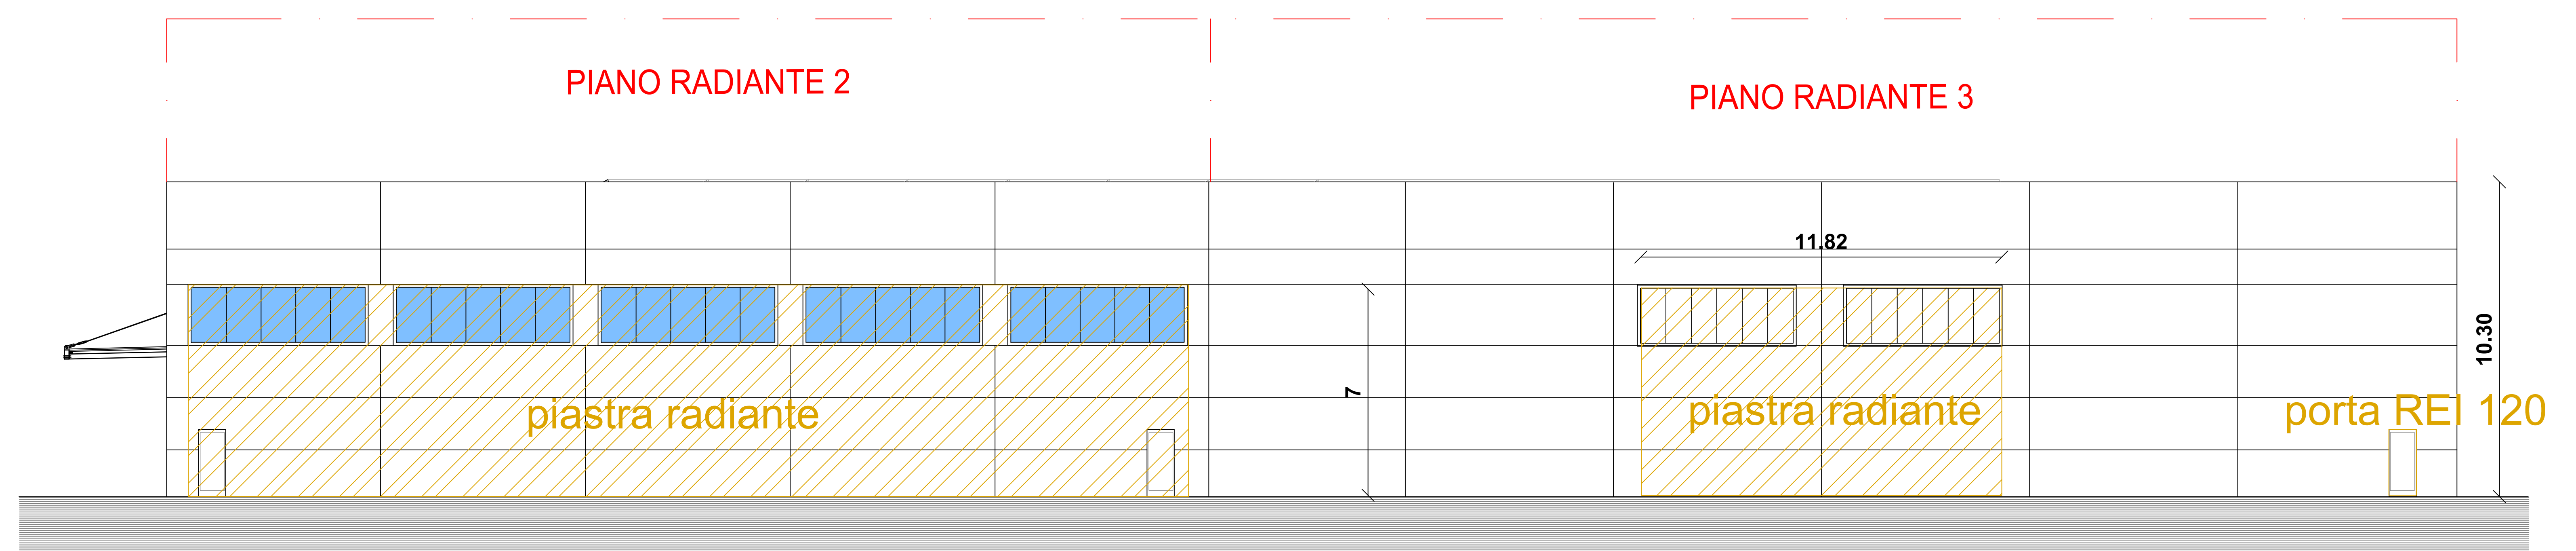 PIANO RADIANTE 2
PIANO RADIANTE 3
11.82
10.30
7
piastra radiante
piastra radiante
porta REI 120